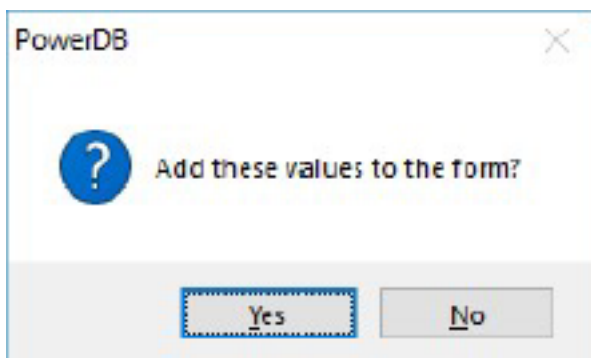 PowerDB
?
Add these values to the form?
Yes
No